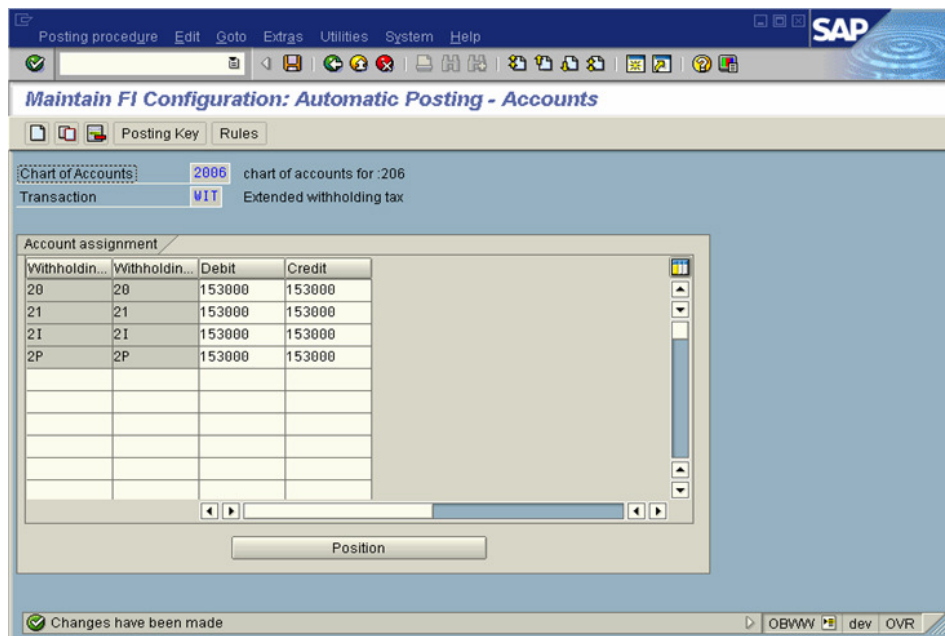 Posting procedure Edit Goto Extras Utilities System Help
SAP
Maintain FI Configuration: Automatic Posting - Accounts
Posting Key Rules
Chart of Accounts 2006 chart of accounts for :206
Transaction WIT Extended withholding tax
Account assignment
Withholdin... Withholdin... Debit Credit
20 20 153000 153000
21 21 153000 153000
2I 2I 153000 153000
2P 2P 153000 153000
Position
Changes have been made OBWW dev OVR